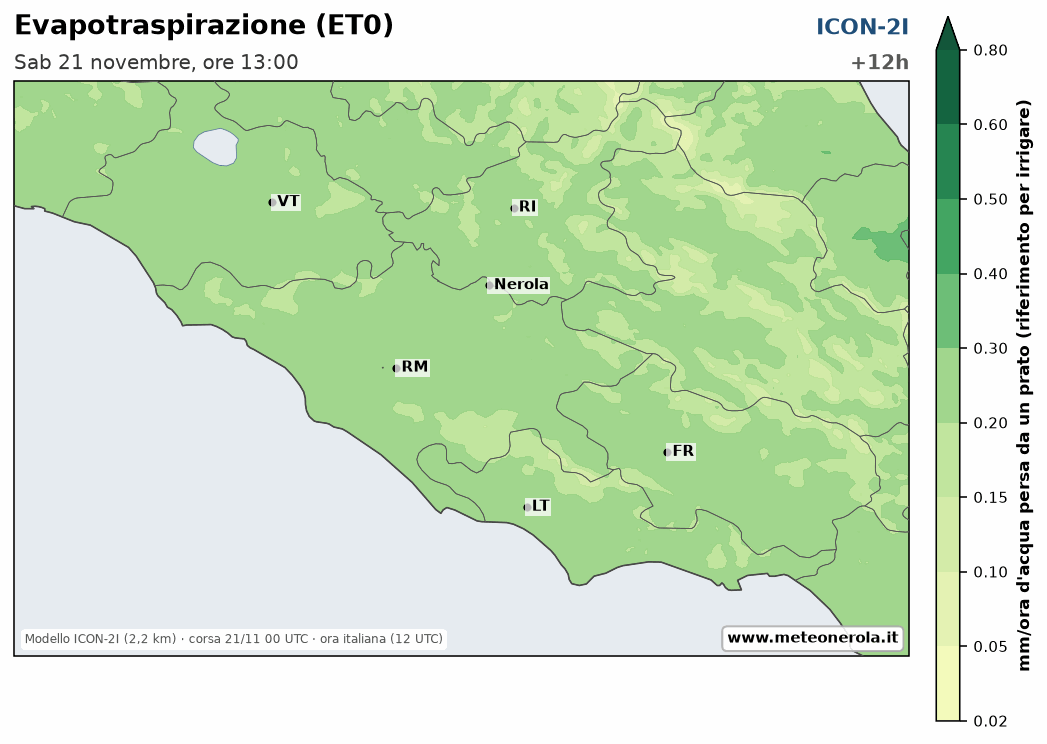 Evapotraspirazione (ET0)
ICON-2I
Sab 21 novembre, ore 13:00
+12h
VT
RI
Nerola
RM
FR
LT
Modello ICON-2I (2,2 km) · corsa 21/11 00 UTC · ora italiana (12 UTC)
www.meteonerola.it
0.80
0.60
0.50
0.40
0.30
0.20
0.15
0.10
0.05
0.02
mm/ora d'acqua persa da un prato (riferimento per irrigare)